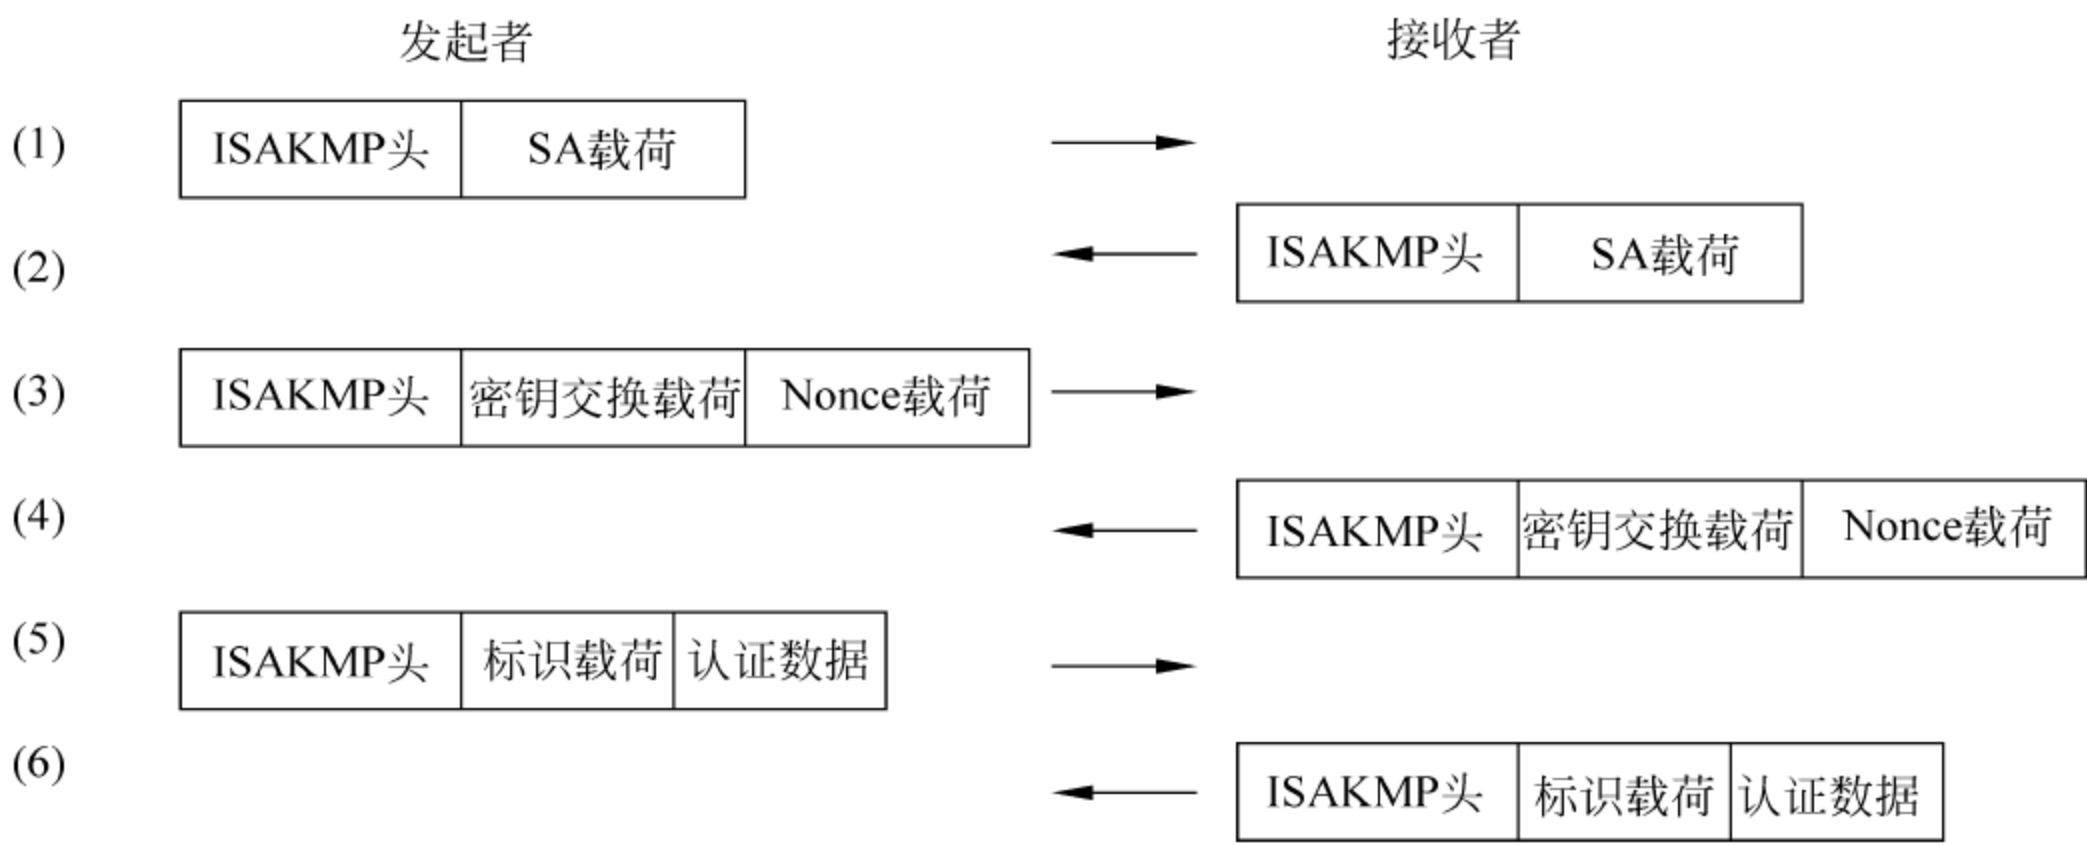 发起者 接收者
(1) ISAKMP头 SA载荷
(2) ISAKMP头 SA载荷
(3) ISAKMP头 密钥交换载荷 Nonce载荷
(4) ISAKMP头 密钥交换载荷 Nonce载荷
(5) ISAKMP头 标识载荷 认证数据
(6) ISAKMP头 标识载荷 认证数据